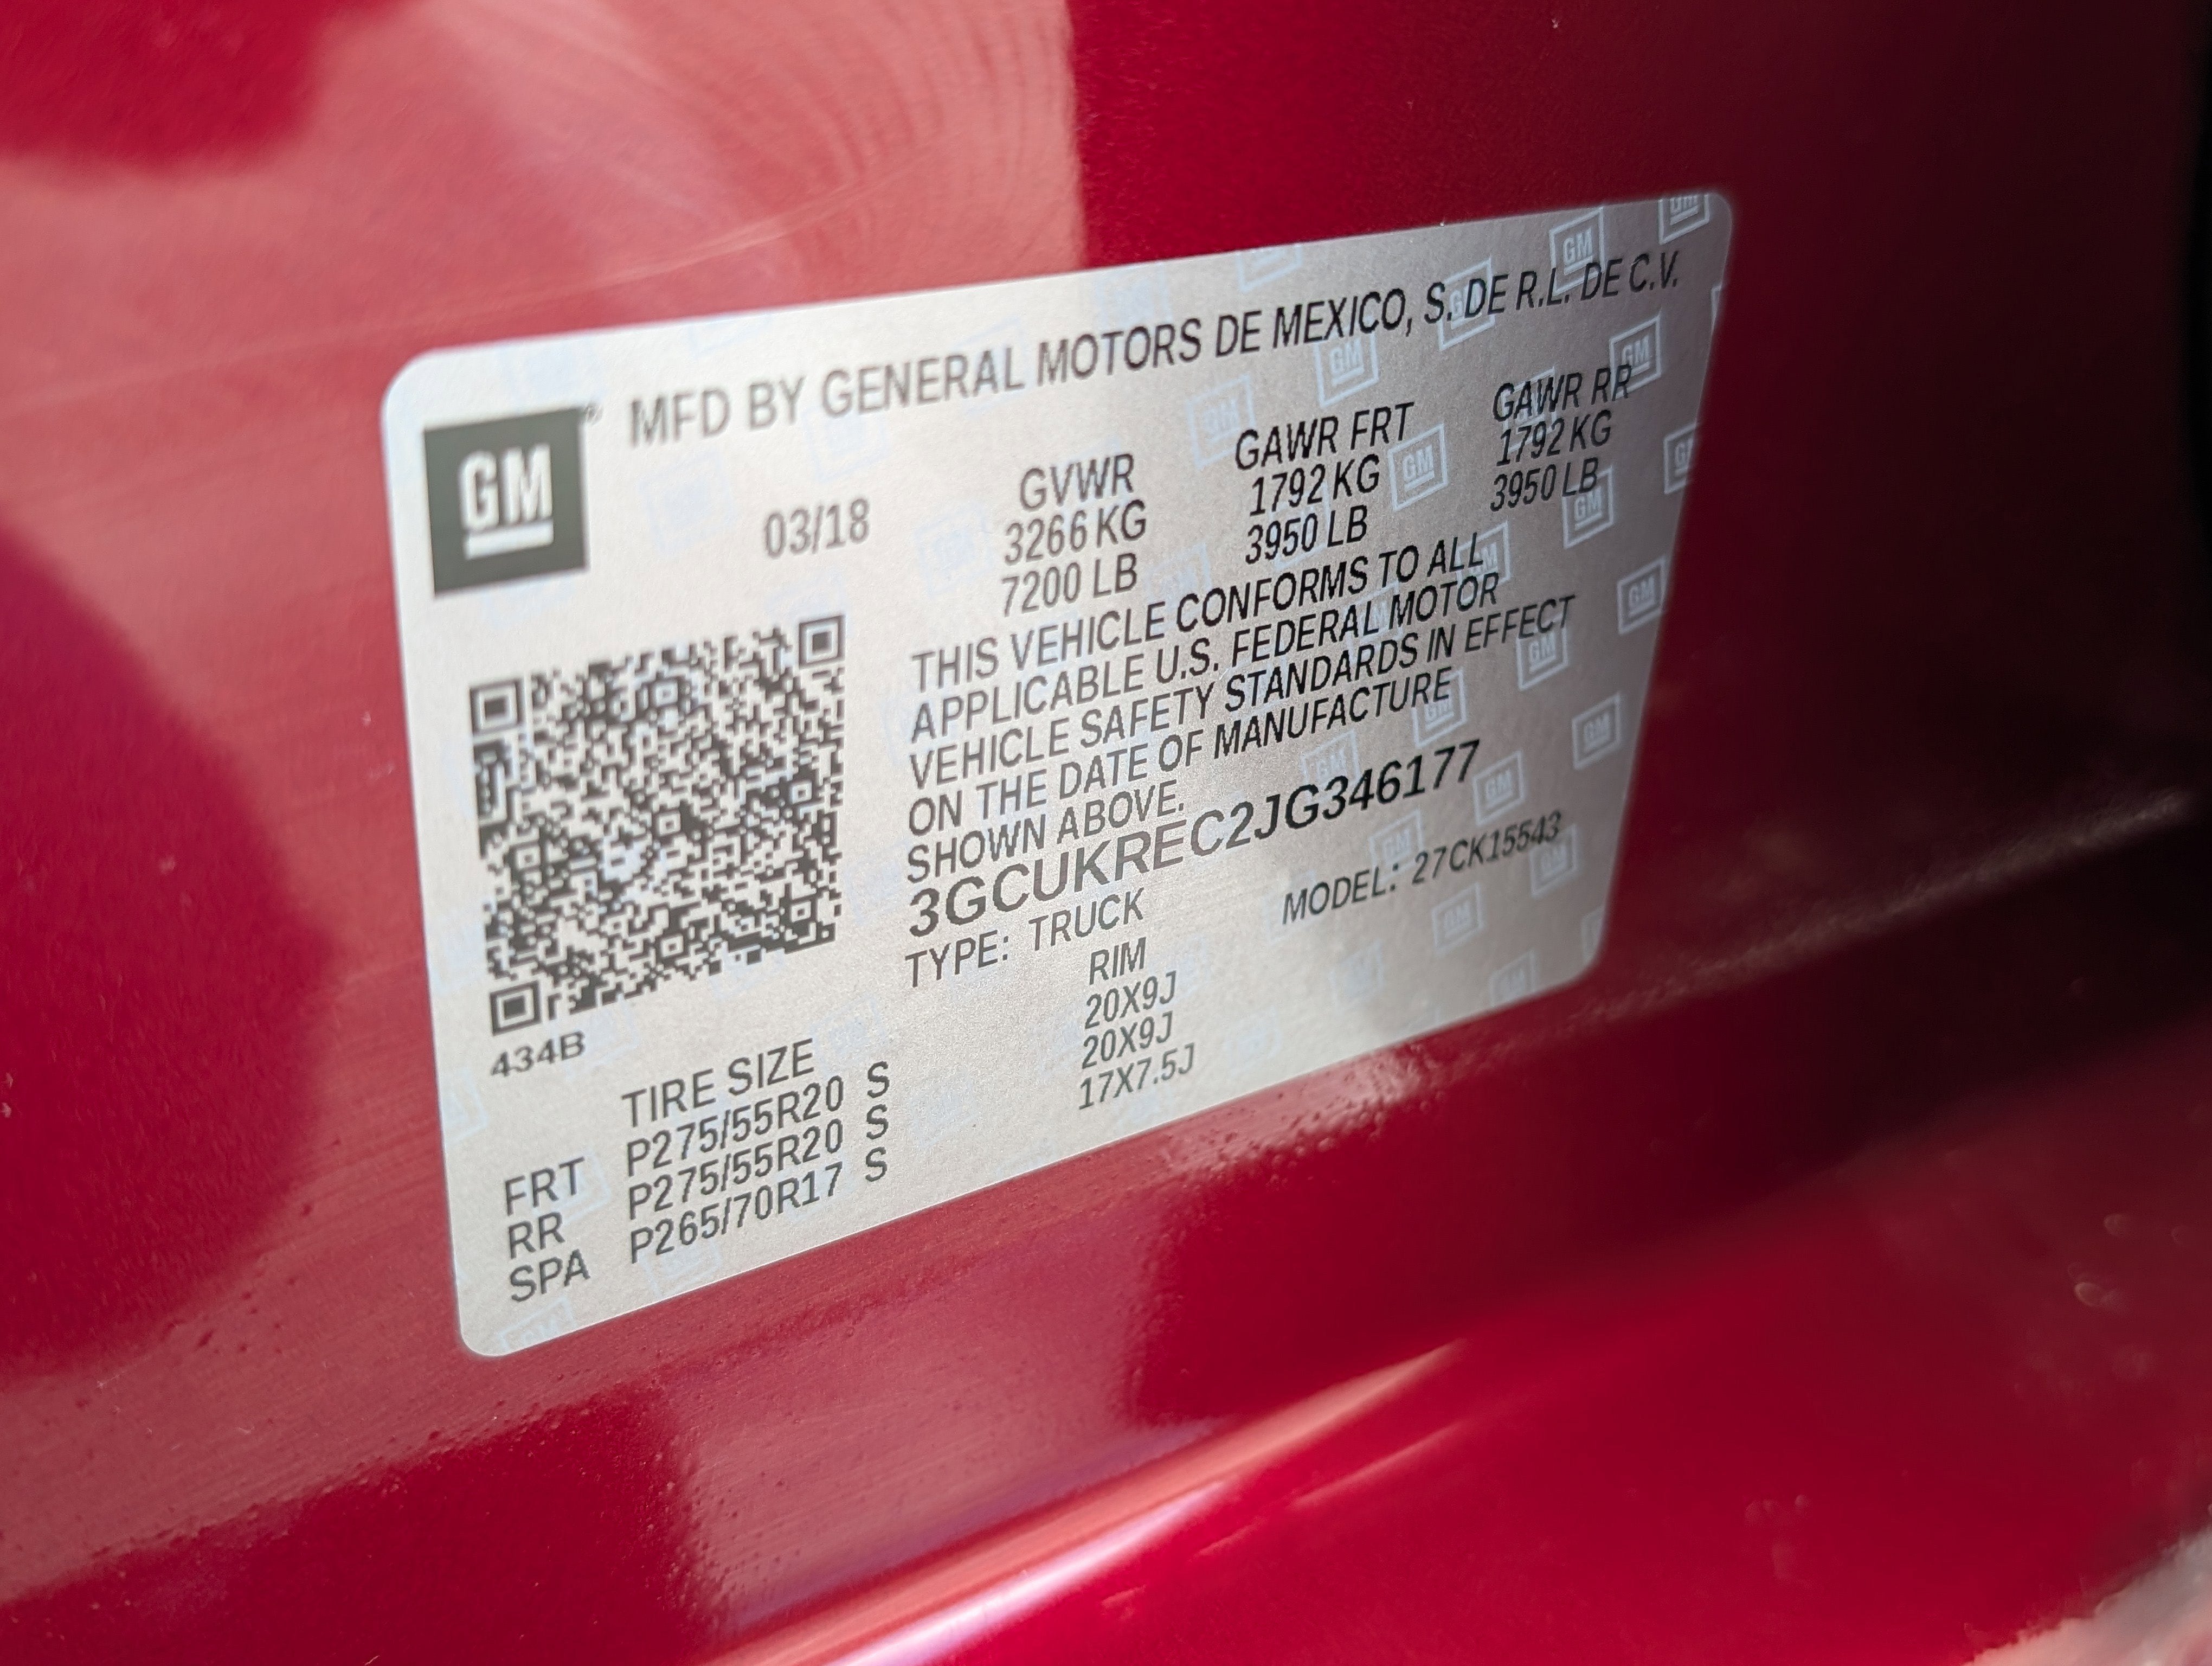 GM ® MFD BY GENERAL MOTORS DE MEXICO, S. DE R.L. DE C.V.
03/18 GVWR GAWR FRT GAWR RR
3266 KG 1792 KG 1792 KG
7200 LB 3950 LB 3950 LB
THIS VEHICLE CONFORMS TO ALL
APPLICABLE U.S. FEDERAL MOTOR
VEHICLE SAFETY STANDARDS IN EFFECT
ON THE DATE OF MANUFACTURE
SHOWN ABOVE.
3GCUKREC2JG346177
TYPE: TRUCK MODEL: 27CK15543
434B
TIRE SIZE RIM
FRT P275/55R20 S 20X9J
RR P275/55R20 S 20X9J
SPA P265/70R17 S 17X7.5J